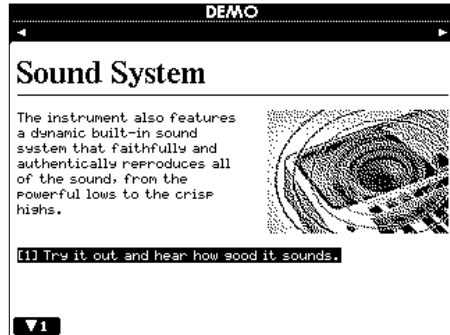 DEMO
Sound System
The instrument also features
a dynamic built-in sound
system that faithfully and
authentically reproduces all
of the sound, from the
powerful lows to the crisp
highs.
[1] Try it out and hear how good it sounds.
▼1